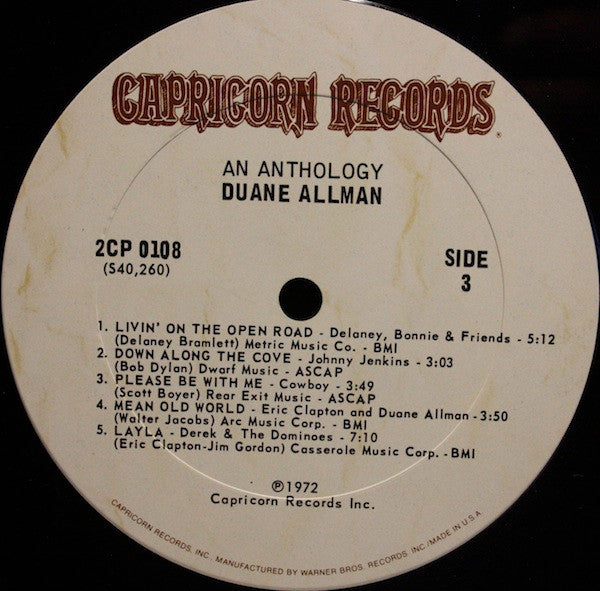 CAPRICORN RECORDS
AN ANTHOLOGY
DUANE ALLMAN
2CP 0108
(S40,260)
SIDE
3
1. LIVIN' ON THE OPEN ROAD - Delaney, Bonnie & Friends - 5:12
(Delaney Bramlett) Metric Music Co. - BMI
2. DOWN ALONG THE COVE - Johnny Jenkins - 3:03
(Bob Dylan) Dwarf Music - ASCAP
3. PLEASE BE WITH ME - Cowboy - 3:49
(Scott Boyer) Rear Exit Music - ASCAP
4. MEAN OLD WORLD - Eric Clapton and Duane Allman - 3:50
(Walter Jacobs) Arc Music Corp. - BMI
5. LAYLA - Derek & The Dominoes - 7:10
(Eric Clapton-Jim Gordon) Casserole Music Corp. - BMI
℗1972
Capricorn Records Inc.
CAPRICORN RECORDS, INC. MANUFACTURED BY WARNER BROS. RECORDS, INC./MADE IN U.S.A